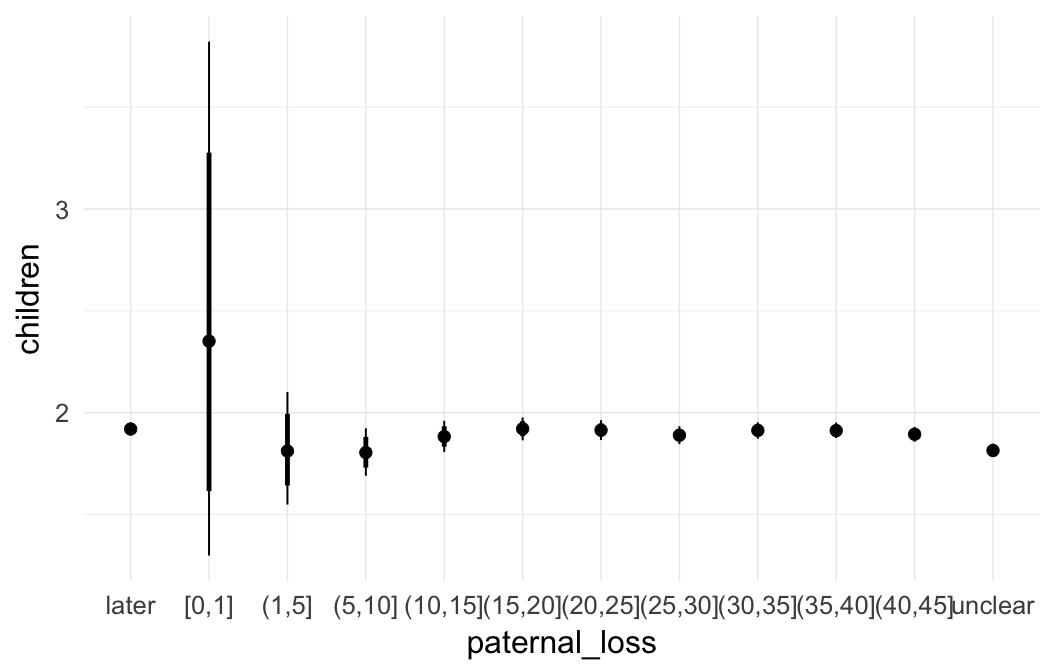 children
3
2
later [0,1] (1,5] (5,10] (10,15] (15,20] (20,25] (25,30] (30,35] (35,40] (40,45] unclear
paternal_loss